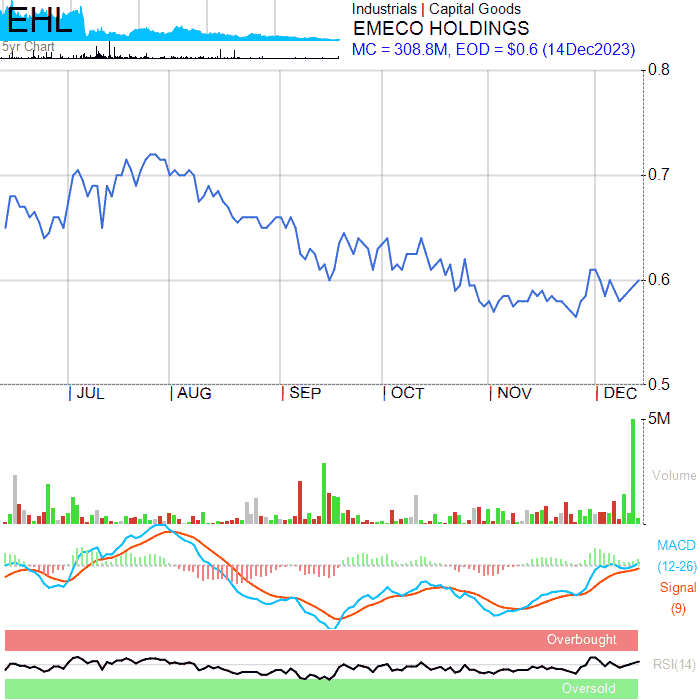 EHL
5yr Chart
Industrials | Capital Goods
EMECO HOLDINGS
MC = 308.8M, EOD = $0.6 (14Dec2023)
0.8
0.7
0.6
0.5
JUL
AUG
SEP
OCT
NOV
DEC
5M
Volume
MACD
(12-26)
Signal
(9)
Overbought
RSI(14)
Oversold